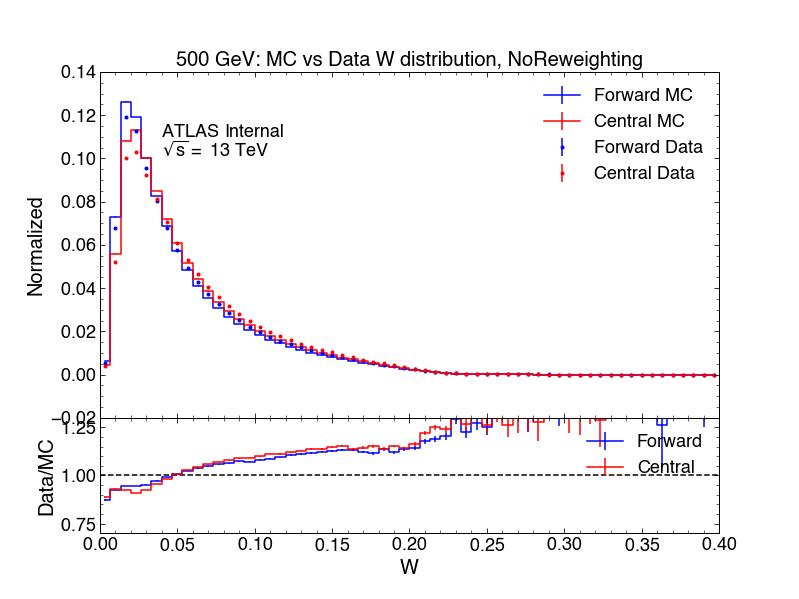 500 GeV: MC vs Data W distribution, NoReweighting
0.14
0.12
0.10
0.08
0.06
0.04
0.02
0.00
−0.02
Normalized
ATLAS Internal
√s = 13 TeV
Forward MC
Central MC
Forward Data
Central Data
1.25
1.00
0.75
Data/MC
Forward
Central
0.00 0.05 0.10 0.15 0.20 0.25 0.30 0.35 0.40
W